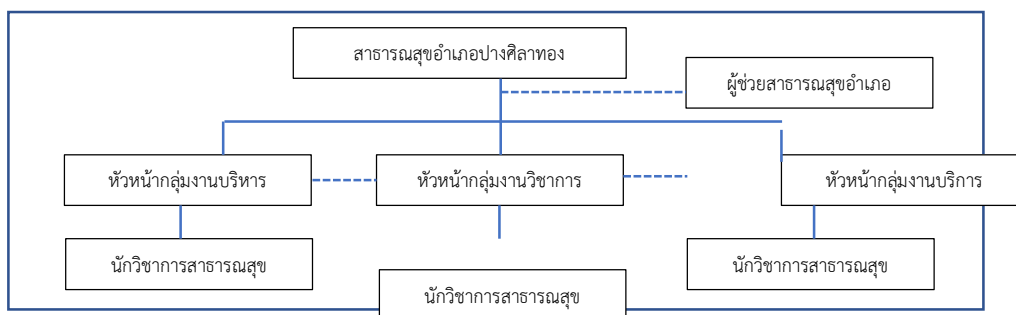 สาธารณสุขอำเภอปางศิลาทอง
ผู้ช่วยสาธารณสุขอำเภอ
หัวหน้ากลุ่มงานบริหาร
หัวหน้ากลุ่มงานวิชาการ
หัวหน้ากลุ่มงานบริการ
นักวิชาการสาธารณสุข
นักวิชาการสาธารณสุข
นักวิชาการสาธารณสุข